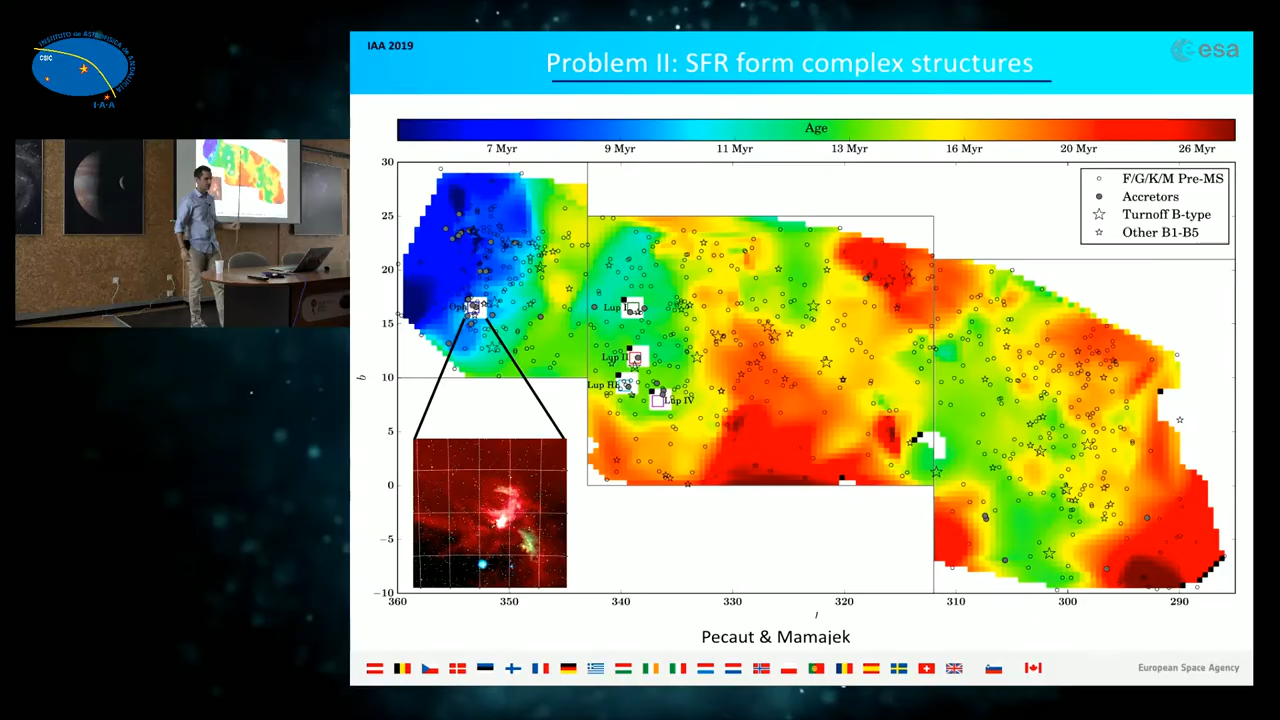 INSTITUTO de ASTROFISICA de ANDALUCIA
CSIC
I·A·A
IAA 2019
Problem II: SFR form complex structures
esa
Age
7 Myr 9 Myr 11 Myr 13 Myr 16 Myr 20 Myr 26 Myr
F/G/K/M Pre-MS
Accretors
Turnoff B-type
Other B1-B5
30
25
20
15
10
5
0
−5
−10
b
Lup I
Lup II
Lup III
Lup IV
360 350 340 330 320 310 300 290
l
Pecaut & Mamajek
European Space Agency